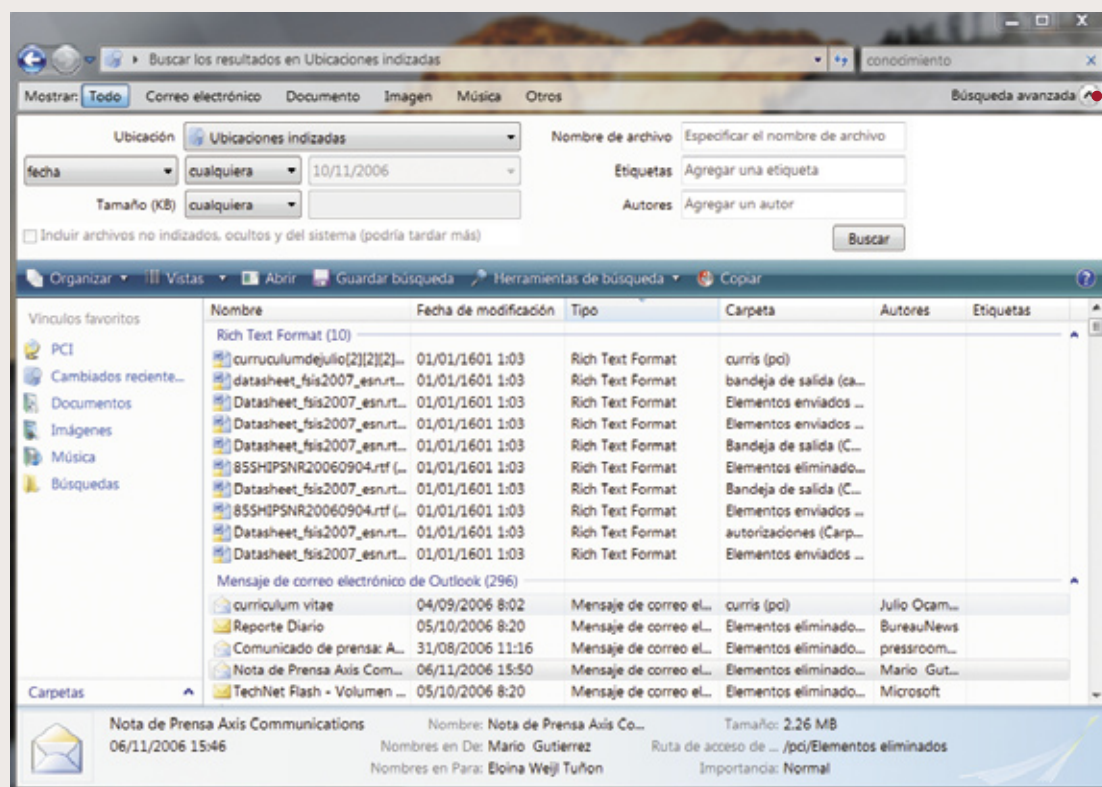 Buscar los resultados en Ubicaciones indizadas conocimiento
Mostrar: Todo Correo electrónico Documento Imagen Música Otros Búsqueda avanzada
Ubicación Ubicaciones indizadas Nombre de archivo Especificar el nombre de archivo
fecha cualquiera 10/11/2006 Etiquetas Agregar una etiqueta
Tamaño (KB) cualquiera Autores Agregar un autor
Incluir archivos no indizados, ocultos y del sistema (podría tardar más) Buscar
Organizar Vistas Abrir Guardar búsqueda Herramientas de búsqueda Copiar
Vínculos favoritos
PCI
Cambiados reciente...
Documentos
Imágenes
Música
Búsquedas
Carpetas
Nombre Fecha de modificación Tipo Carpeta Autores Etiquetas
Rich Text Format (10)
curruculumdejulio[2][2][2]... 01/01/1601 1:03 Rich Text Format curris (pci)
datasheet_fsis2007_esn.rt... 01/01/1601 1:03 Rich Text Format bandeja de salida (ca...
Datasheet_fsis2007_esn.rt... 01/01/1601 1:03 Rich Text Format Elementos enviados ...
Datasheet_fsis2007_esn.rt... 01/01/1601 1:03 Rich Text Format Elementos enviados ...
Datasheet_fsis2007_esn.rt... 01/01/1601 1:03 Rich Text Format Bandeja de salida (C...
855HIPSNR20060904.rtf (... 01/01/1601 1:03 Rich Text Format Elementos eliminado...
Datasheet_fsis2007_esn.rt... 01/01/1601 1:03 Rich Text Format Bandeja de salida (C...
855HIPSNR20060904.rtf (... 01/01/1601 1:03 Rich Text Format Elementos enviados ...
Datasheet_fsis2007_esn.rt... 01/01/1601 1:03 Rich Text Format autorizaciones (Carp...
Datasheet_fsis2007_esn.rt... 01/01/1601 1:03 Rich Text Format Elementos enviados ...
Mensaje de correo electrónico de Outlook (296)
curriculum vitae 04/09/2006 8:02 Mensaje de correo el... curris (pci) Julio Ocam...
Reporte Diario 05/10/2006 8:20 Mensaje de correo el... Elementos eliminado... BureauNews
Comunicado de prensa: A... 31/08/2006 11:16 Mensaje de correo el... Elementos eliminado... pressroom...
Nota de Prensa Axis Com... 06/11/2006 15:50 Mensaje de correo el... Elementos eliminado... Mario Gut...
TechNet Flash - Volumen ... 05/10/2006 8:20 Mensaje de correo el... Elementos eliminado... Microsoft
Nota de Prensa Axis Communications Nombre: Nota de Prensa Axis Co... Tamaño: 2.26 MB
06/11/2006 15:46 Nombres en De: Mario Gutierrez Ruta de acceso de ... /pci/Elementos eliminados
Nombres en Para: Eloina Weijl Tuñon Importancia: Normal